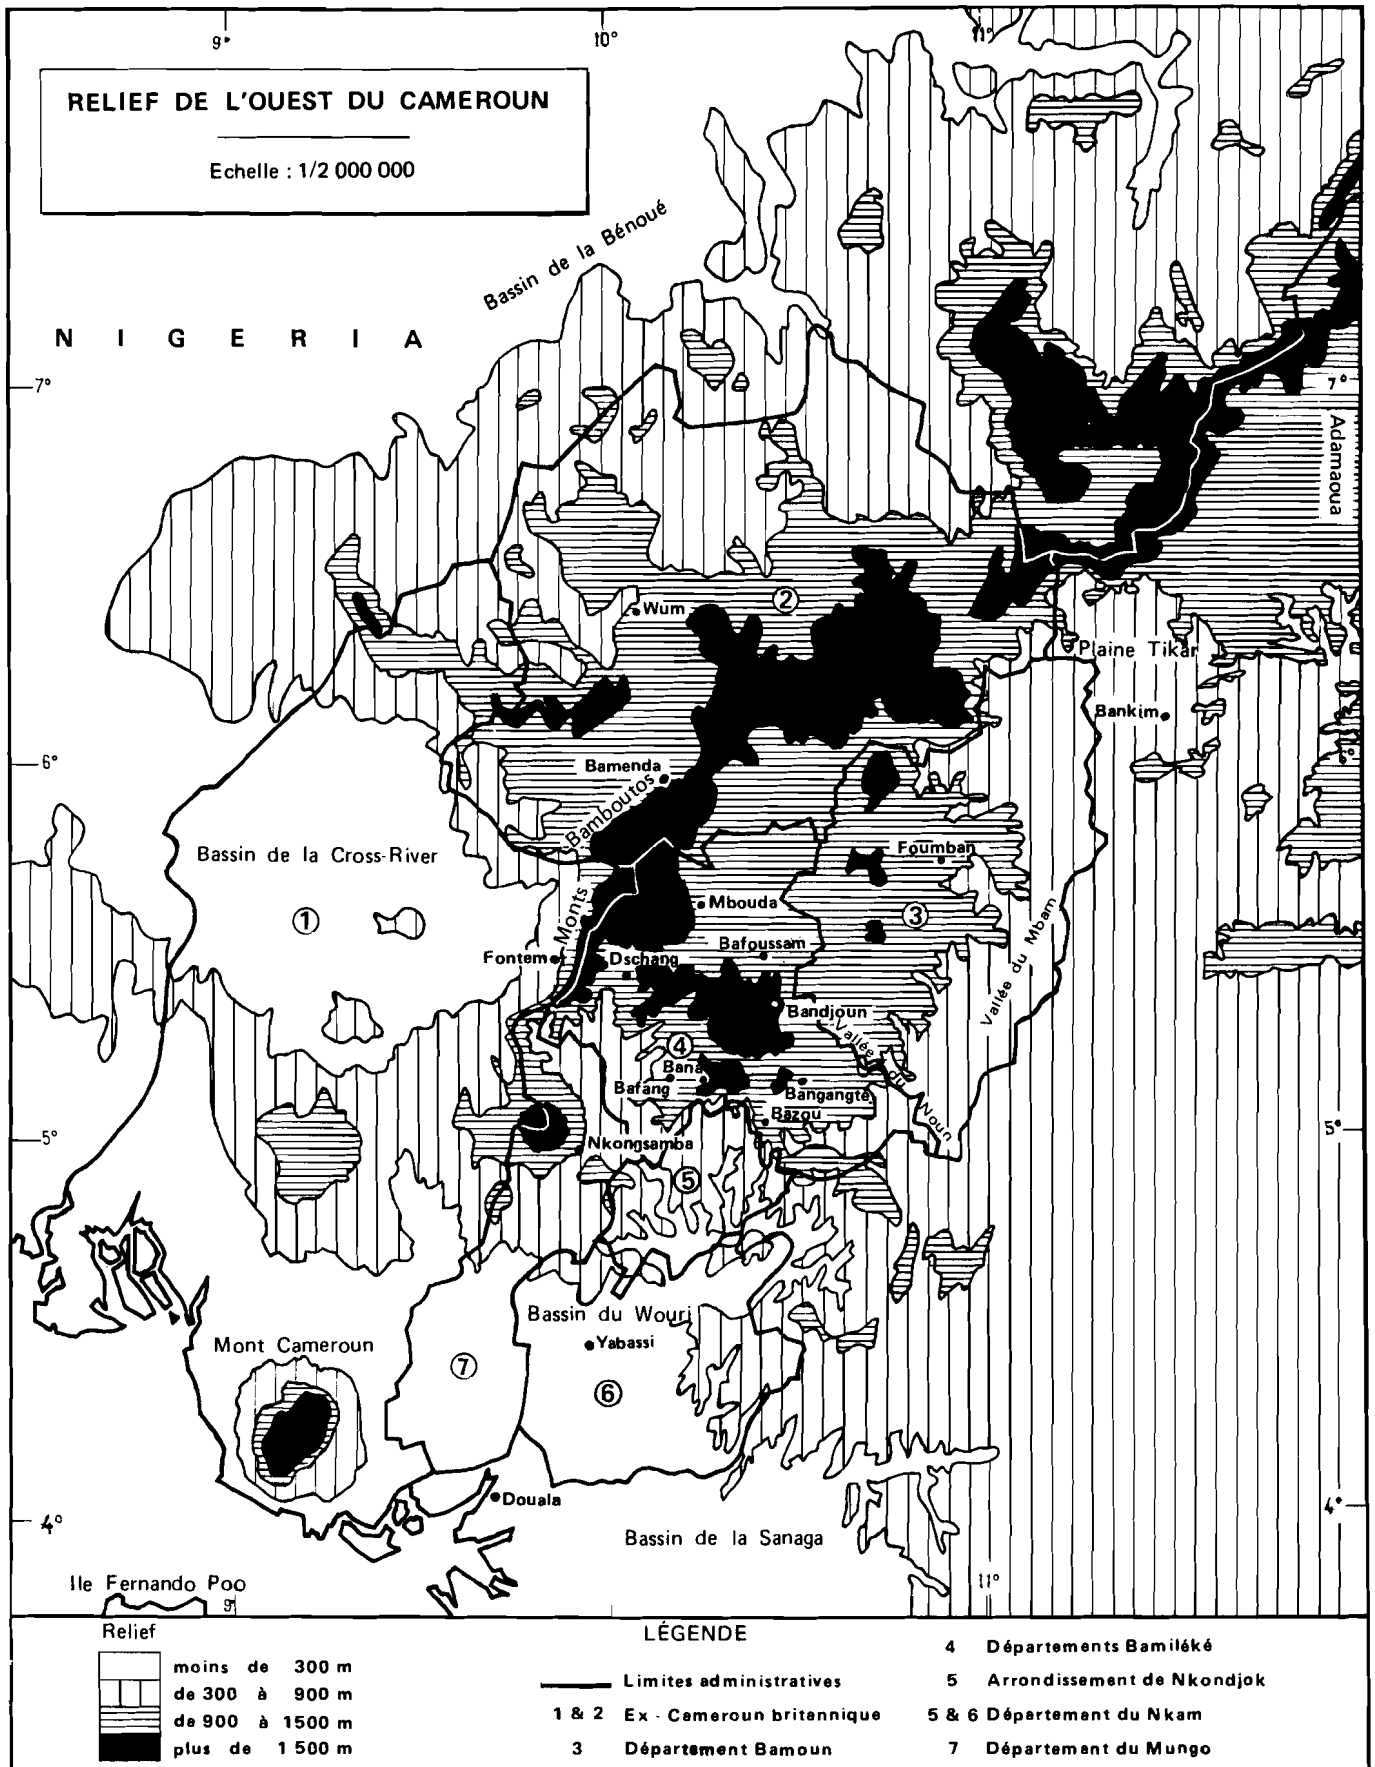 9°
10°
11°
RELIEF DE L'OUEST DU CAMEROUN
Echelle : 1/2 000 000
Bassin de la Bénoué
NIGERIA
7°
7°
Adamaoua
Wum
2
Plaine Tikar
Bankim
6°
Bamenda
Monts Bamboutos
Bassin de la Cross-River
Foumban
1
Mbouda
3
Vallée du Mbam
Bafoussam
Fontem
Dschang
Bandjoun
Vallée du Noun
4
Bana
Bafang
Bangangté
Bazou
5°
5°
Nkongsamba
5
Bassin du Wouri
Mont Cameroun
Yabassi
7
6
Douala
4°
4°
Bassin de la Sanaga
Ile Fernando Poo
9°
11°
Relief
moins de 300 m
de 300 à 900 m
de 900 à 1500 m
plus de 1 500 m
LÉGENDE
Limites administratives
1 & 2 Ex - Cameroun britannique
3 Département Bamoun
4 Départements Bamiléké
5 Arrondissement de Nkondjok
5 & 6 Département du Nkam
7 Département du Mungo